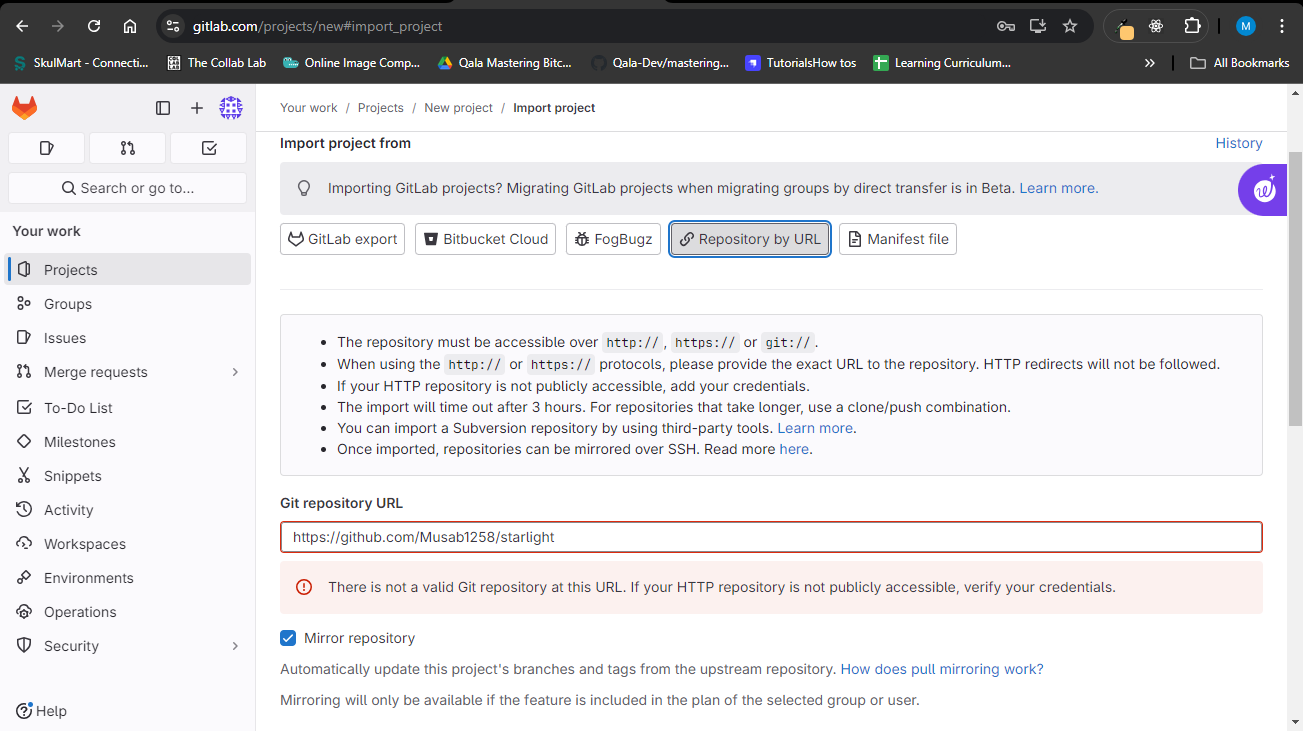 gitlab.com/projects/new#import_project
M
SkulMart - Connecti...
The Collab Lab
Online Image Comp...
Qala Mastering Bitc...
Qala-Dev/mastering...
TutorialsHow tos
Learning Curriculum...
»
All Bookmarks
Your work / Projects / New project / Import project
Import project from
History
Search or go to...
Importing GitLab projects? Migrating GitLab projects when migrating groups by direct transfer is in Beta. Learn more.
Your work
GitLab export
Bitbucket Cloud
FogBugz
Repository by URL
Manifest file
Projects
Groups
Issues
Merge requests
To-Do List
Milestones
Snippets
Activity
Workspaces
Environments
Operations
Security
Help
• The repository must be accessible over http://, https:// or git://.
• When using the http:// or https:// protocols, please provide the exact URL to the repository. HTTP redirects will not be followed.
• If your HTTP repository is not publicly accessible, add your credentials.
• The import will time out after 3 hours. For repositories that take longer, use a clone/push combination.
• You can import a Subversion repository by using third-party tools. Learn more.
• Once imported, repositories can be mirrored over SSH. Read more here.
Git repository URL
https://github.com/Musab1258/starlight
There is not a valid Git repository at this URL. If your HTTP repository is not publicly accessible, verify your credentials.
Mirror repository
Automatically update this project's branches and tags from the upstream repository. How does pull mirroring work?
Mirroring will only be available if the feature is included in the plan of the selected group or user.